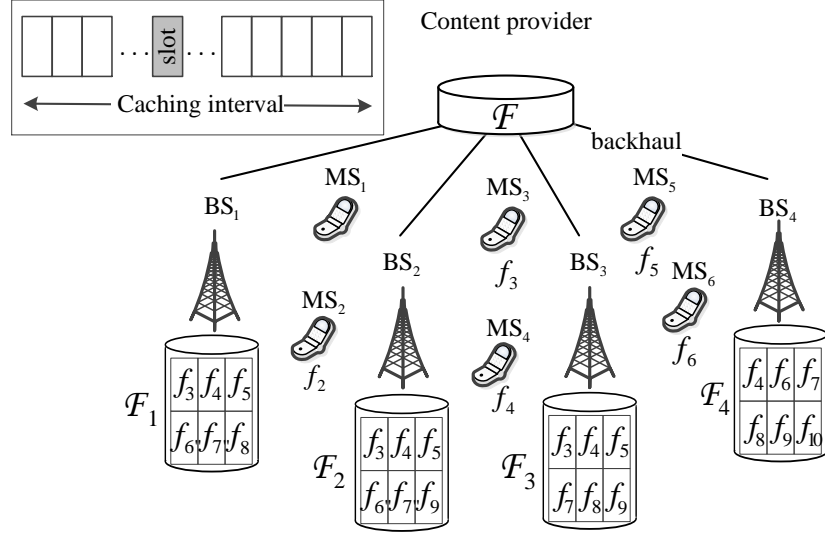 Content provider
... slot ...
Caching interval
ℱ
backhaul
MS₁
MS₃
MS₅
BS₁
BS₄
BS₂
BS₃
MS₆
f₃
f₅
MS₂
MS₄
f₂
f₄
f₆
ℱ₁
f₃ f₄ f₅
f₆" f₇" f₈
ℱ₂
f₃ f₄ f₅
f₆" f₇" f₉
ℱ₃
f₃ f₄ f₅
f₇ f₈ f₉
ℱ₄
f₄ f₆ f₇
f₈ f₉ f₁₀